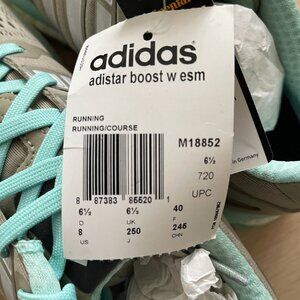 adidas
adistar boost w esm
RUNNING
RUNNING/COURSE
M18852
6½
720
UPC
8 87383 85520 1
6½ 6½ 40
D UK F
8 250 245
US J CHN